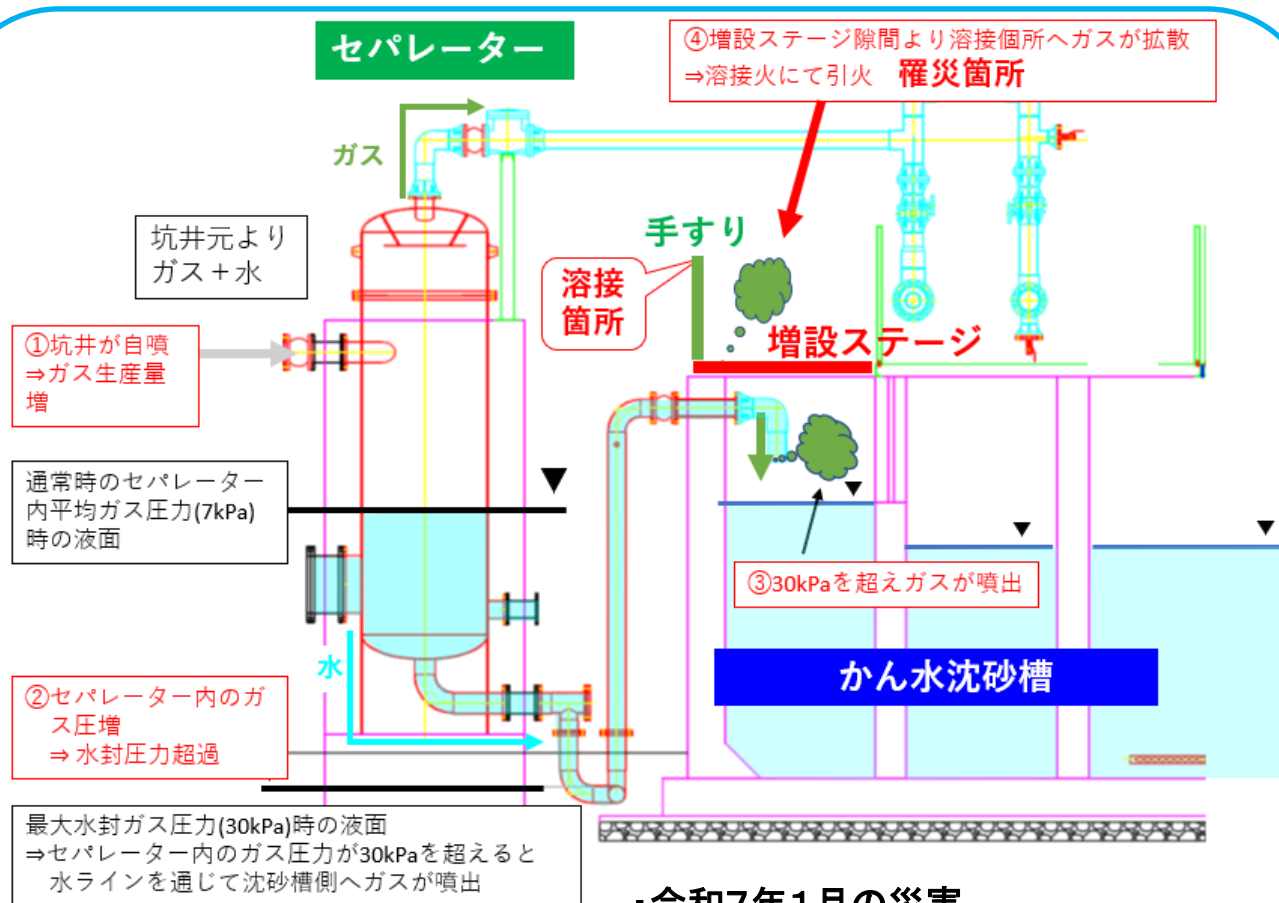 セパレーター
④増設ステージ隙間より溶接個所へガスが拡散
⇒溶接火にて引火 罹災箇所
ガス
坑井元より
ガス+水
手すり
溶接
箇所
増設ステージ
①坑井が自噴
⇒ガス生産量
増
通常時のセパレーター
内平均ガス圧力(7kPa)
時の液面
③30kPaを超えガスが噴出
水
かん水沈砂槽
②セパレーター内のガ
ス圧増
⇒水封圧力超過
最大水封ガス圧力(30kPa)時の液面
⇒セパレーター内のガス圧力が30kPaを超えると
水ラインを通じて沈砂槽側へガスが噴出
・令和7年1月の災害